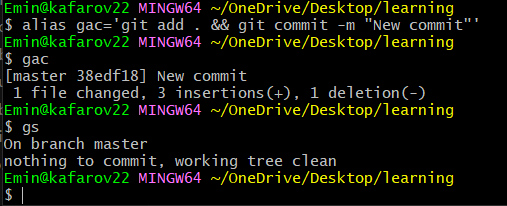 Emin@kafarov22 MINGW64 ~/OneDrive/Desktop/learning
$ alias gac='git add . && git commit -m "New commit"'
Emin@kafarov22 MINGW64 ~/OneDrive/Desktop/learning
$ gac
[master 38edf18] New commit
 1 file changed, 3 insertions(+), 1 deletion(-)
Emin@kafarov22 MINGW64 ~/OneDrive/Desktop/learning
$ gs
On branch master
nothing to commit, working tree clean
Emin@kafarov22 MINGW64 ~/OneDrive/Desktop/learning
$